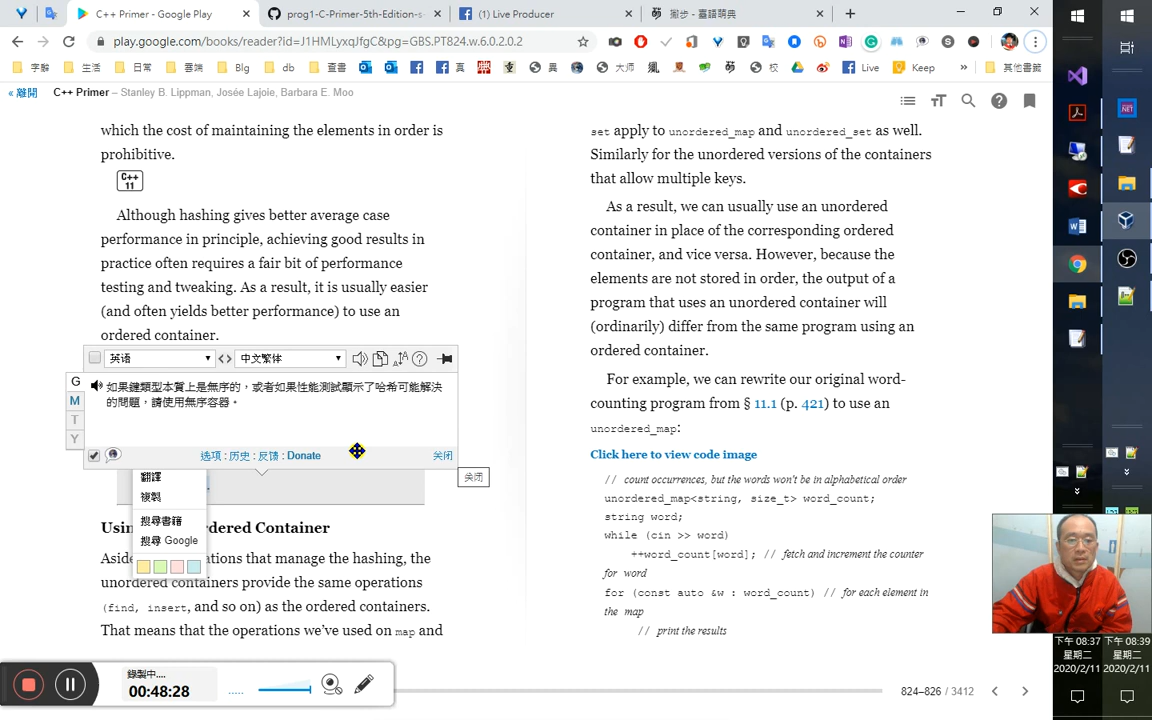 C++ Primer - Google Play
prog1-C-Primer-5th-Edition-s
(1) Live Producer
萌典
play.google.com/books/reader?id=J1HMLyxqJfgC&pg=GBS.PT824.w.6.0.2.0.2
字辭
生活
日常
雲端
Blg
db
查書
真
異
大师
校
Live
Keep
»
其他書籤
« 離開
C++ Primer – Stanley B. Lippman, Josée Lajoie, Barbara E. Moo
which the cost of maintaining the elements in order is
prohibitive.
C++
11
Although hashing gives better average case
performance in principle, achieving good results in
practice often requires a fair bit of performance
testing and tweaking. As a result, it is usually easier
(and often yields better performance) to use an
ordered container.
英语
中文繁体
G
M
T
Y
如果鍵類型本質上是無序的，或者如果性能測試顯示了哈希可能解決
的問題，請使用無序容器。
选项 : 历史 : 反馈 : Donate
关闭
关闭
翻譯
複製
搜尋書籍
搜尋 Google
Usin
rdered Container
Asid
ations that manage the hashing, the
unordered containers provide the same operations
(find, insert, and so on) as the ordered containers.
That means that the operations we've used on map and
set apply to unordered_map and unordered_set as well.
Similarly for the unordered versions of the containers
that allow multiple keys.
As a result, we can usually use an unordered
container in place of the corresponding ordered
container, and vice versa. However, because the
elements are not stored in order, the output of a
program that uses an unordered container will
(ordinarily) differ from the same program using an
ordered container.
For example, we can rewrite our original word-
counting program from § 11.1 (p. 421) to use an
unordered_map:
Click here to view code image
// count occurrences, but the words won't be in alphabetical order
unordered_map<string, size_t> word_count;
string word;
while (cin >> word)
++word_count[word]; // fetch and increment the counter
for word
for (const auto &w : word_count) // for each element in
the map
// print the results
824–826 / 3412
錄製中....
00:48:28
下午 08:37
星期二
2020/2/11
下午 08:39
星期二
2020/2/11